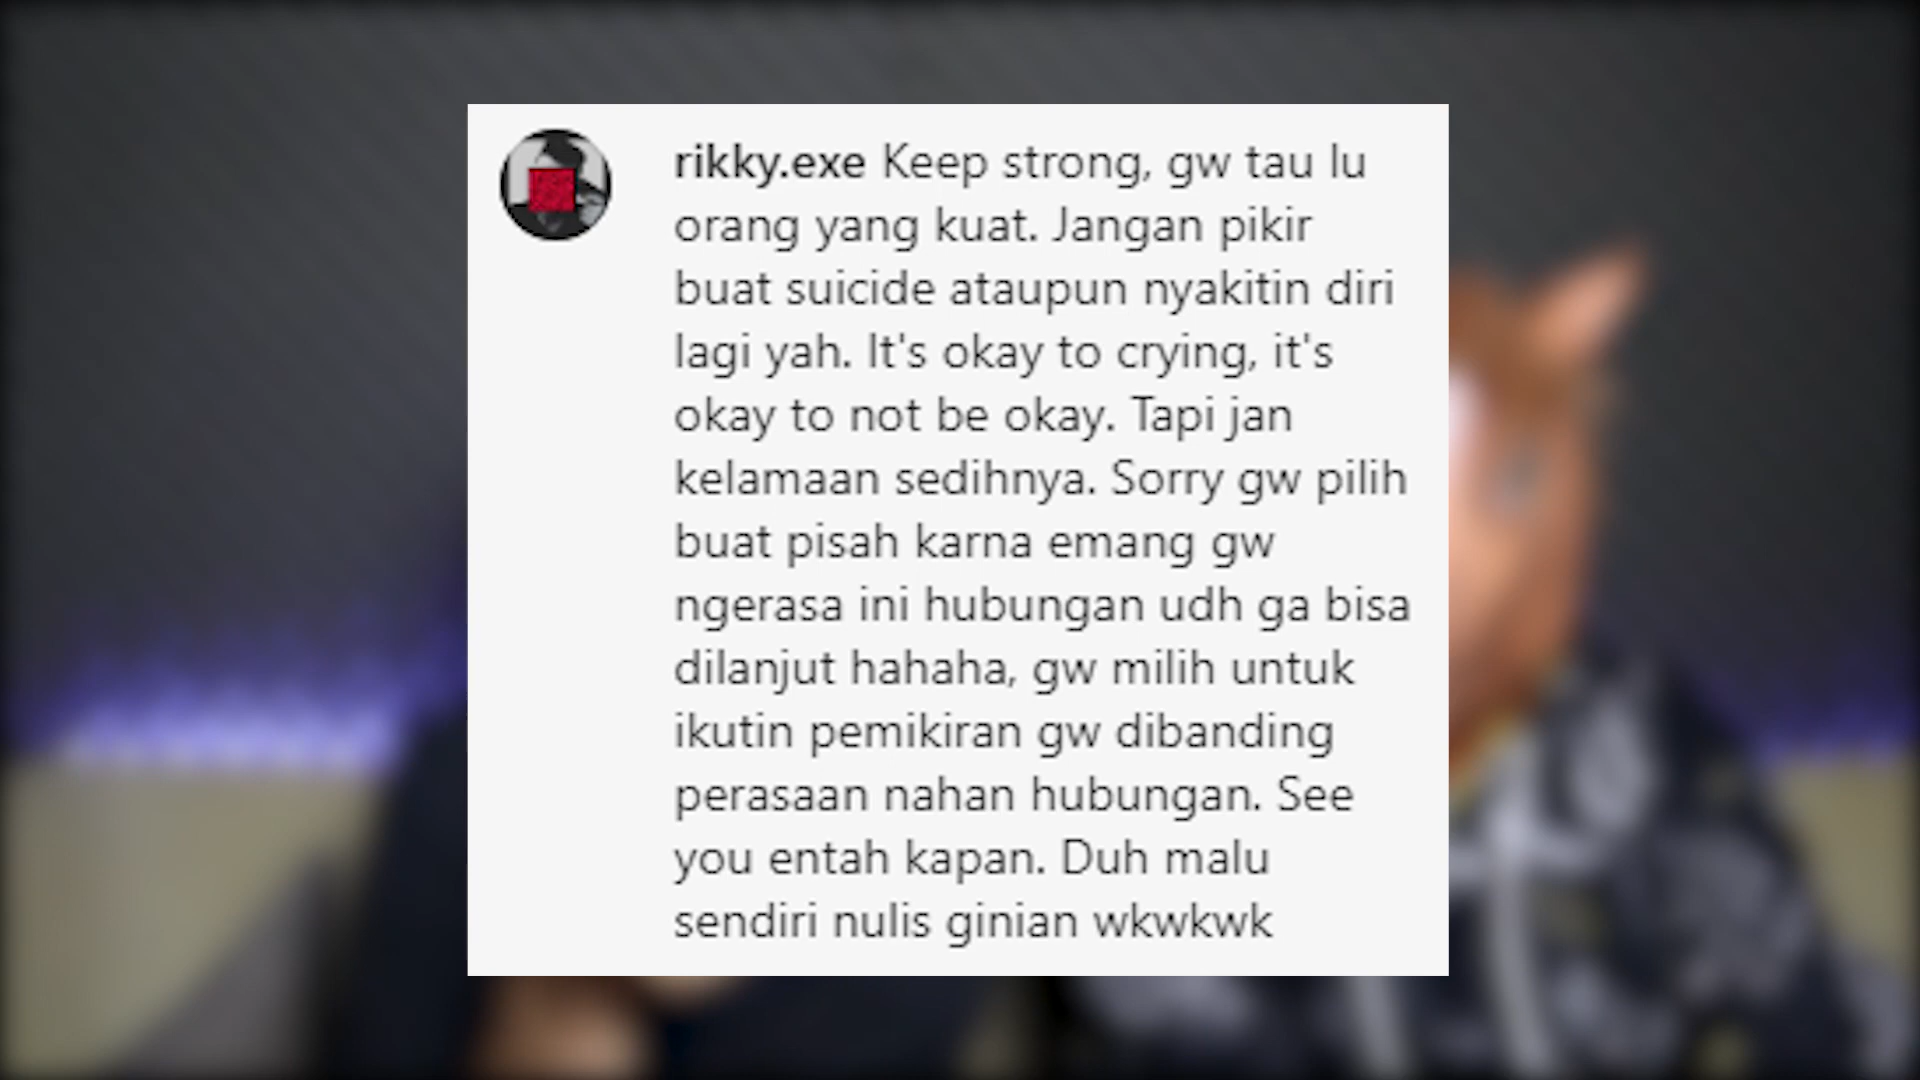 rikky.exe Keep strong, gw tau lu
orang yang kuat. Jangan pikir
buat suicide ataupun nyakitin diri
lagi yah. It's okay to crying, it's
okay to not be okay. Tapi jan
kelamaan sedihnya. Sorry gw pilih
buat pisah karna emang gw
ngerasa ini hubungan udh ga bisa
dilanjut hahaha, gw milih untuk
ikutin pemikiran gw dibanding
perasaan nahan hubungan. See
you entah kapan. Duh malu
sendiri nulis ginian wkwkwk